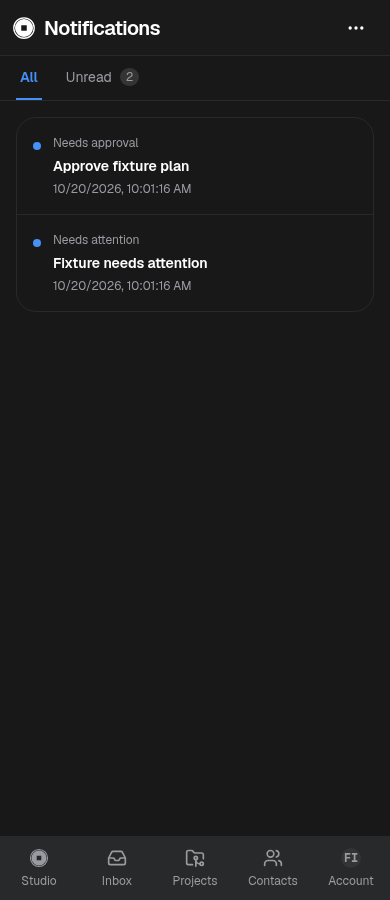 Notifications
All
Unread 2
Needs approval
Approve fixture plan
10/20/2026, 10:01:16 AM
Needs attention
Fixture needs attention
10/20/2026, 10:01:16 AM
FI
Studio Inbox Projects Contacts Account